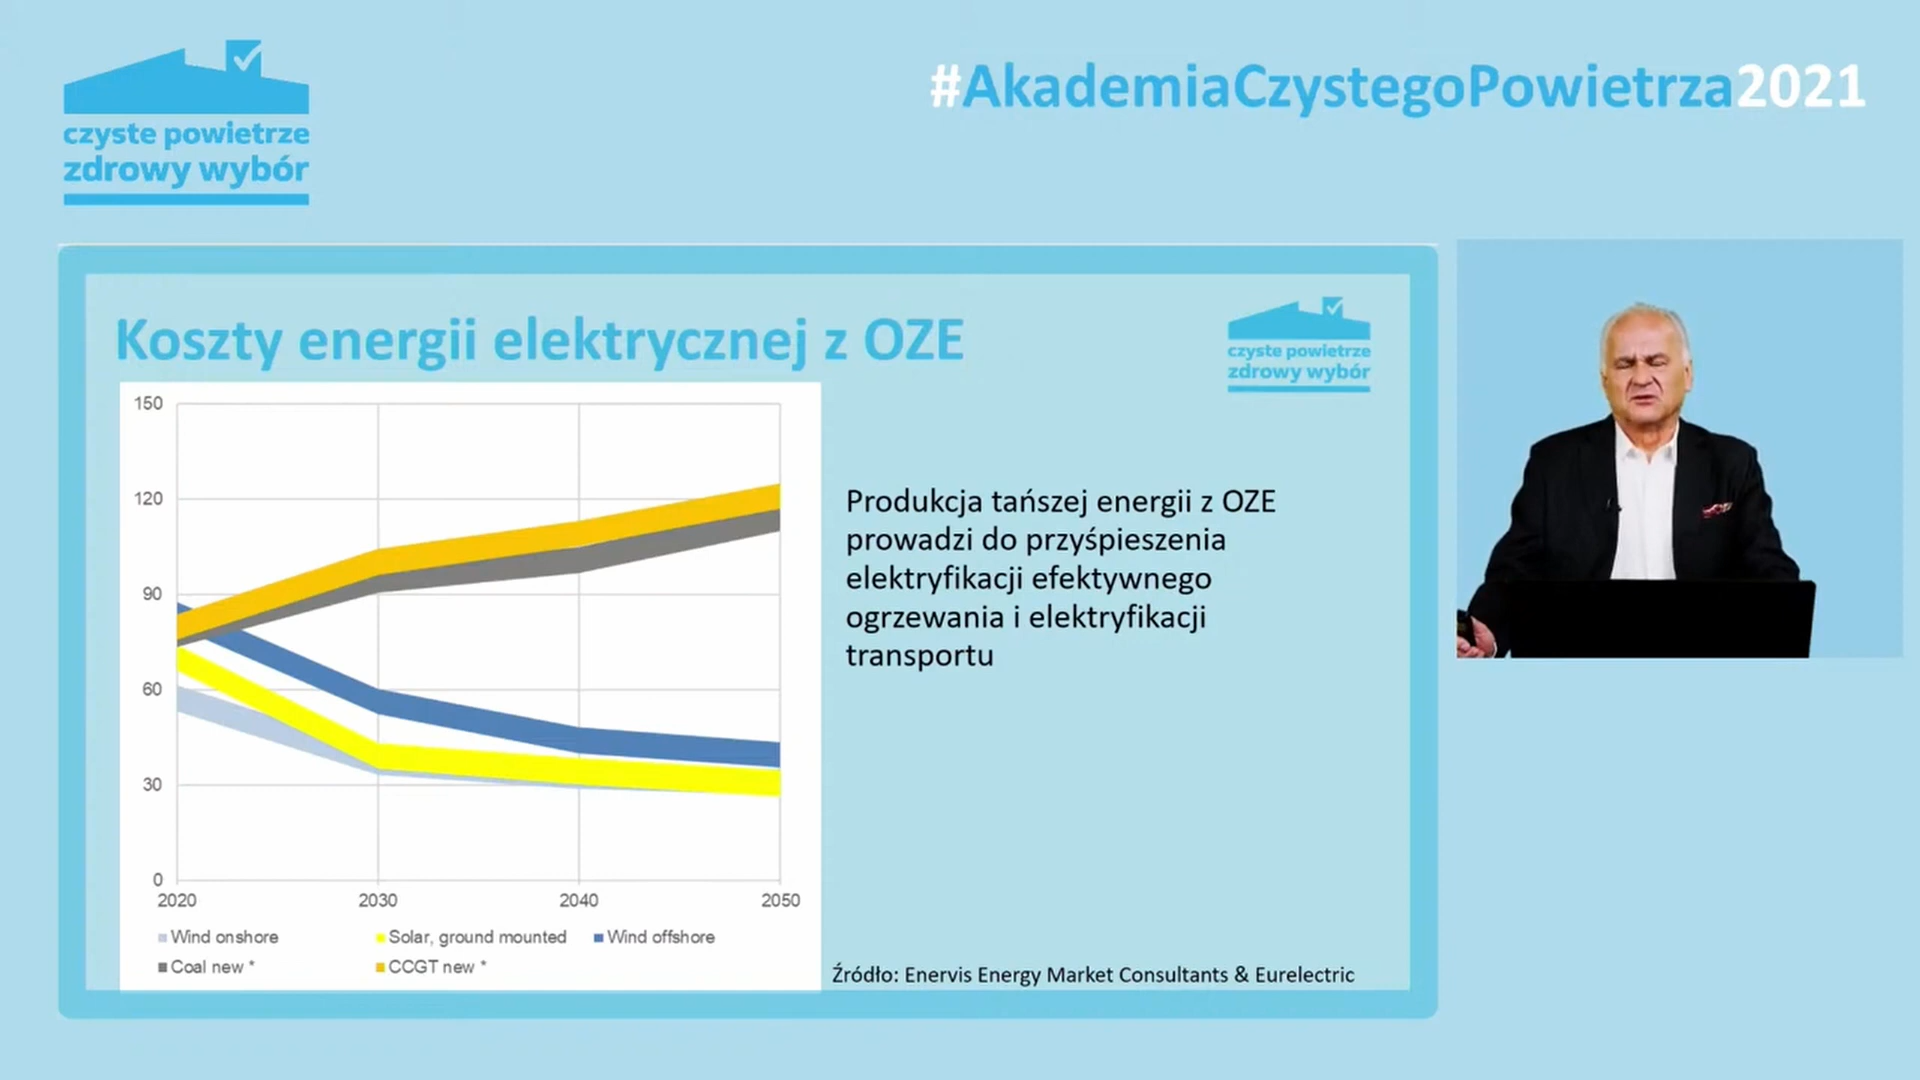 #AkademiaCzystegoPowietrza2021
czyste powietrze
zdrowy wybór
Koszty energii elektrycznej z OZE
czyste powietrze
zdrowy wybór
150
120
90
60
30
0
2020 2030 2040 2050
Wind onshore Solar, ground mounted Wind offshore
Coal new * CCGT new *
Produkcja tańszej energii z OZE
prowadzi do przyśpieszenia
elektryfikacji efektywnego
ogrzewania i elektryfikacji
transportu
Źródło: Enervis Energy Market Consultants & Eurelectric